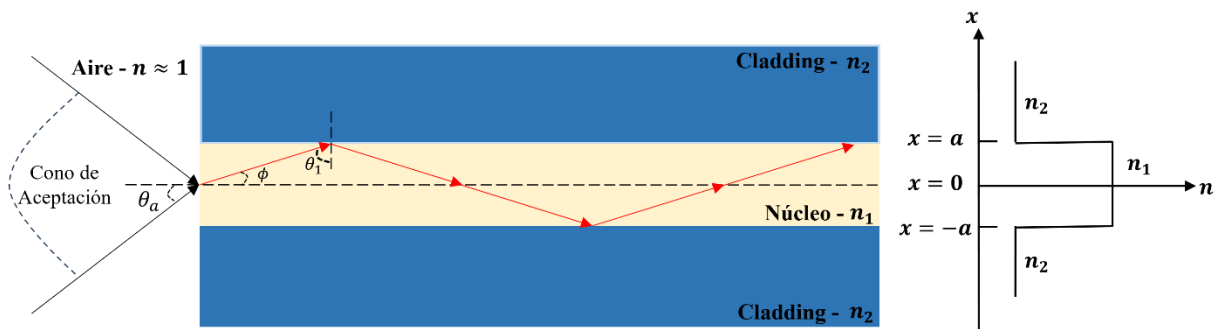 Aire - n ≈ 1
Cladding - n₂
Cono de
Aceptación
θₐ
ϕ
θ₁
Núcleo - n₁
Cladding - n₂
x
n₂
x = a
n₁
x = 0
n
x = −a
n₂